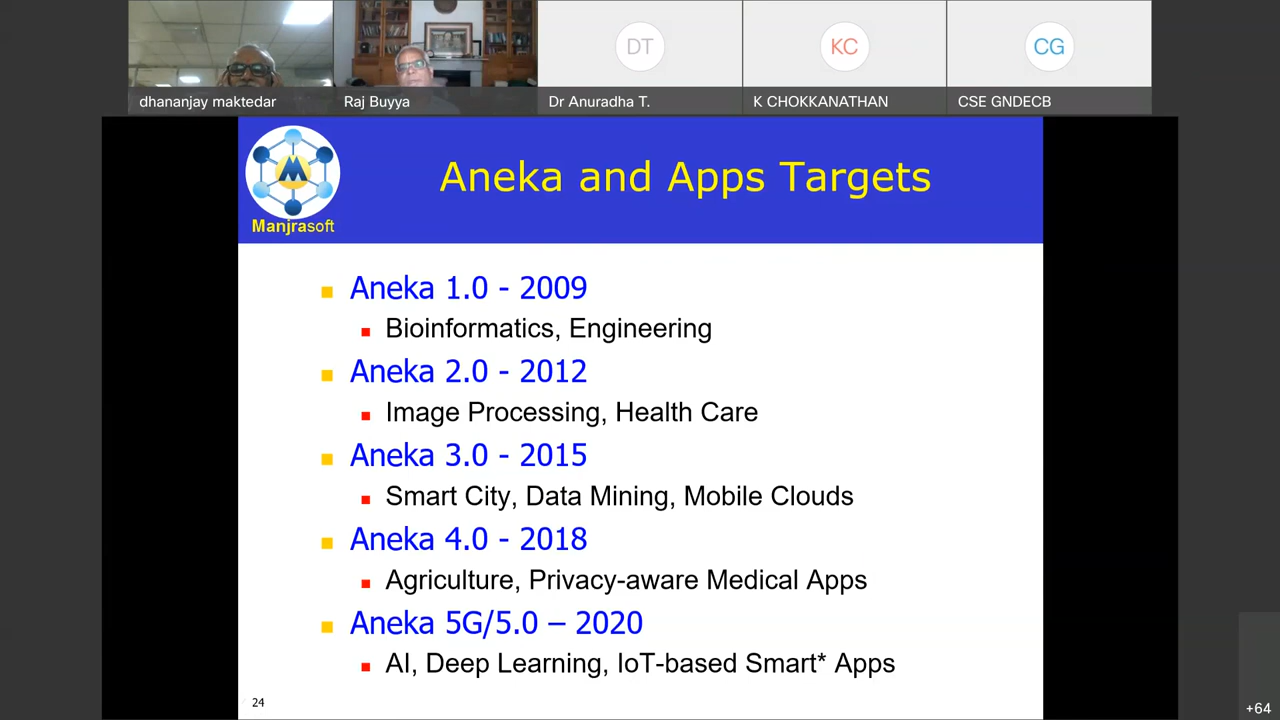 dhananjay maktedar
Raj Buyya
DT
Dr Anuradha T.
KC
K CHOKKANATHAN
CG
CSE GNDECB
M
Manjrasoft
Aneka and Apps Targets
Aneka 1.0 - 2009
Bioinformatics, Engineering
Aneka 2.0 - 2012
Image Processing, Health Care
Aneka 3.0 - 2015
Smart City, Data Mining, Mobile Clouds
Aneka 4.0 - 2018
Agriculture, Privacy-aware Medical Apps
Aneka 5G/5.0 – 2020
AI, Deep Learning, IoT-based Smart* Apps
24
+64